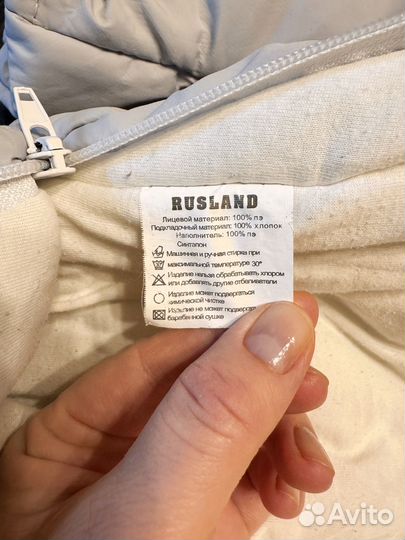 RUSLAND
Лицевой материал: 100% пэ
Подкладочный материал: 100% хлопок
Наполнитель: 100% пэ
Синтапон
Машинная и ручная стирка при
максимальной температуре 30°
Изделие нельзя обрабатывать хлором
или добавлять другие отбеливатели
Изделие может подвергаться
химической чистке
Изделие не может подвергать
барабанной сушке
Avito